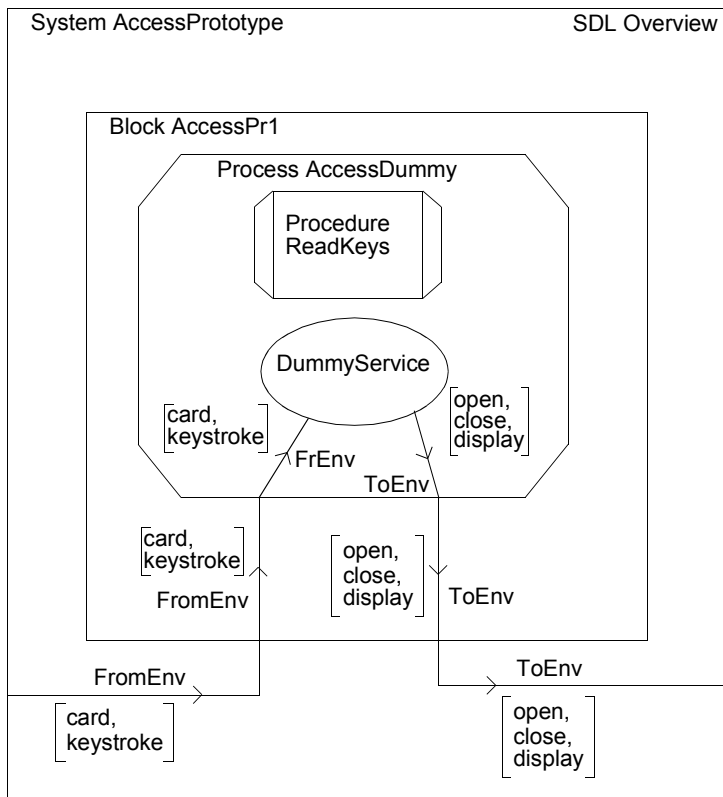 System AccessPrototype
SDL Overview
Block AccessPr1
Process AccessDummy
Procedure
ReadKeys
DummyService
card,
keystroke
open,
close,
display
FrEnv
ToEnv
card,
keystroke
open,
close,
display
FromEnv
ToEnv
FromEnv
ToEnv
card,
keystroke
open,
close,
display